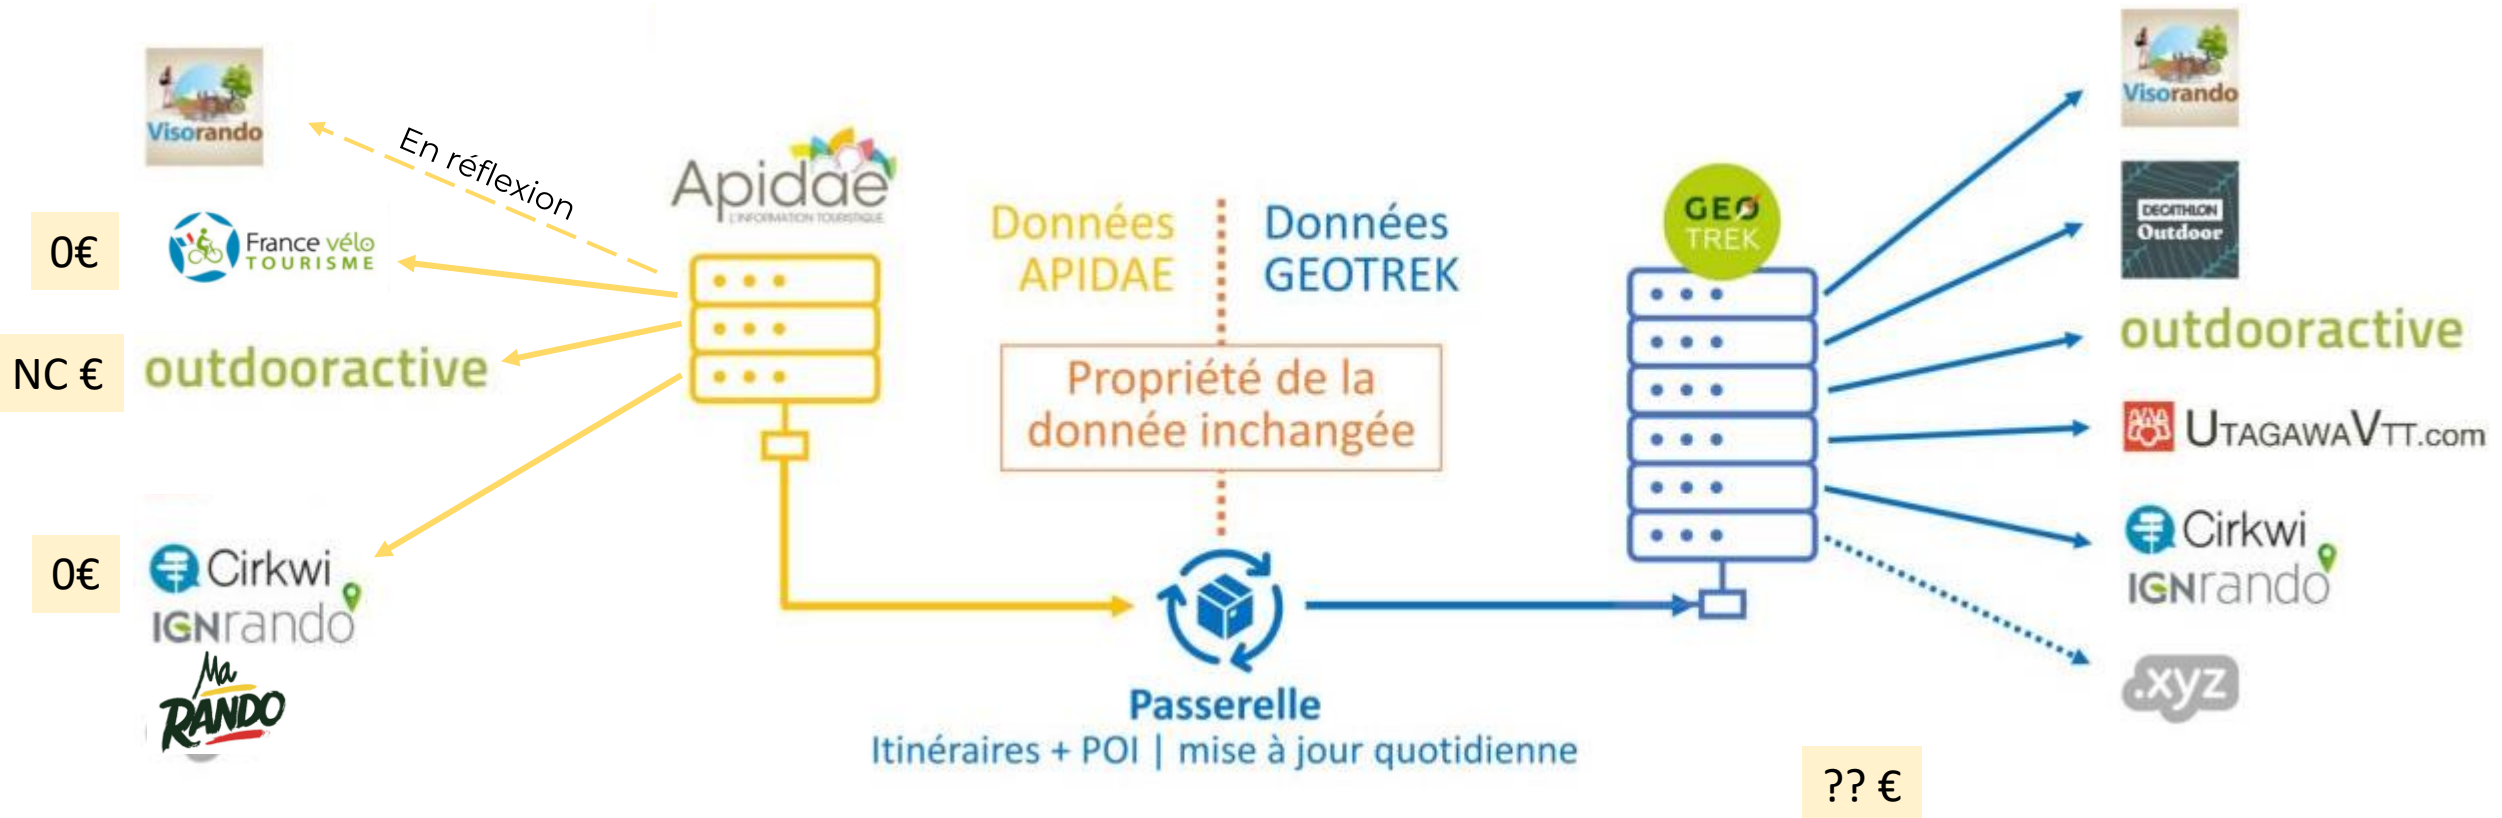 Visorando
En réflexion
0€
France vélo
TOURISME
NC €
outdooractive
0€
Cirkwi
IGNrando
Ma
RANDO
Apidae
L'INFORMATION TOURISTIQUE
Données
APIDAE
Données
GEOTREK
Propriété de la
donnée inchangée
Passerelle
Itinéraires + POI | mise à jour quotidienne
GEO
TREK
Visorando
DECATHLON
Outdoor
outdooractive
UTAGAWAVTT.com
Cirkwi
IGNrando
.xyz
?? €